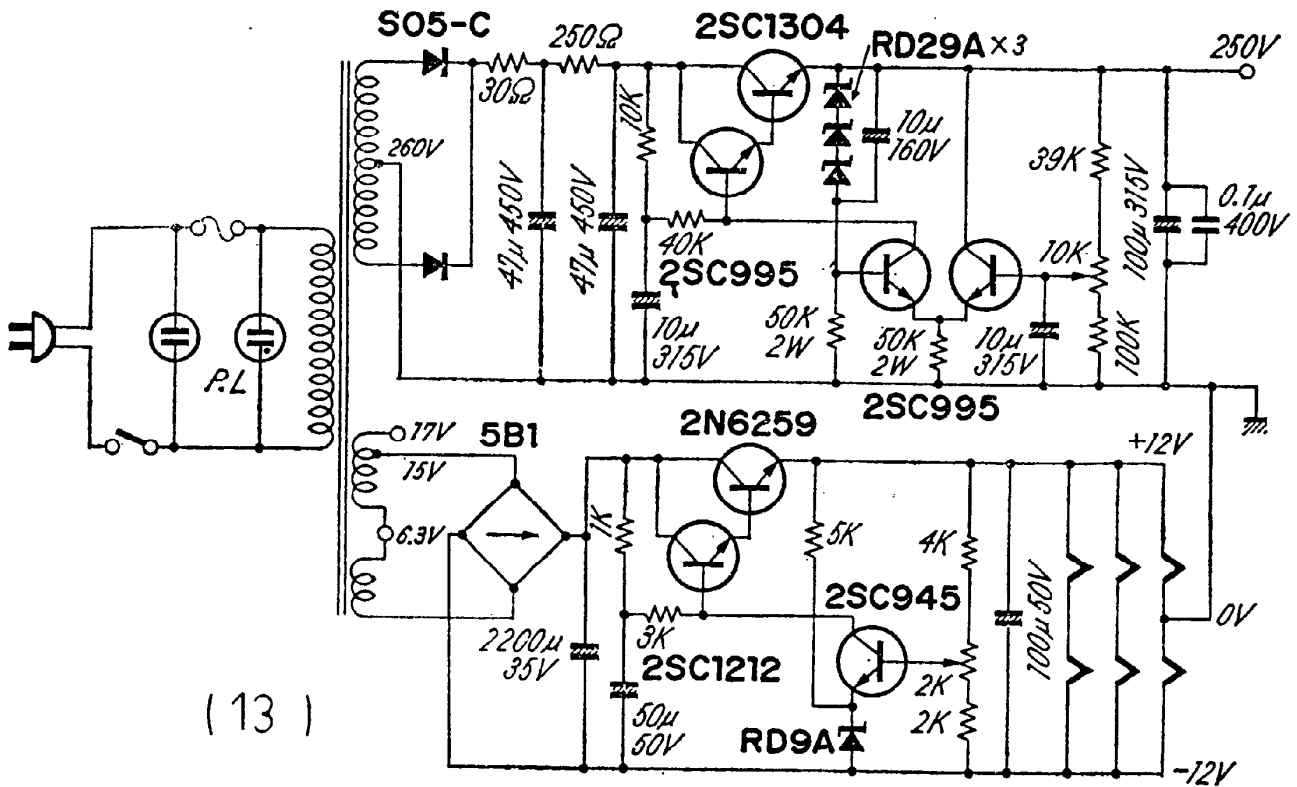 SO5-C
250Ω
2SC1304
RD29A×3
250V
30Ω
10K
10μ
160V
260V
39K
47μ 450V
47μ 450V
100μ 315V
0.1μ
400V
40K
10K
2SC995
10μ
315V
50K
2W
50K
2W
10μ
315V
100K
P.L
2SC995
17V
5B1
2N6259
+12V
15V
1K
5K
4K
6.3V
2SC945
100μ 50V
0V
2200μ
35V
3K
2SC1212
2K
50μ
50V
2K
RD9A
-12V
(13)